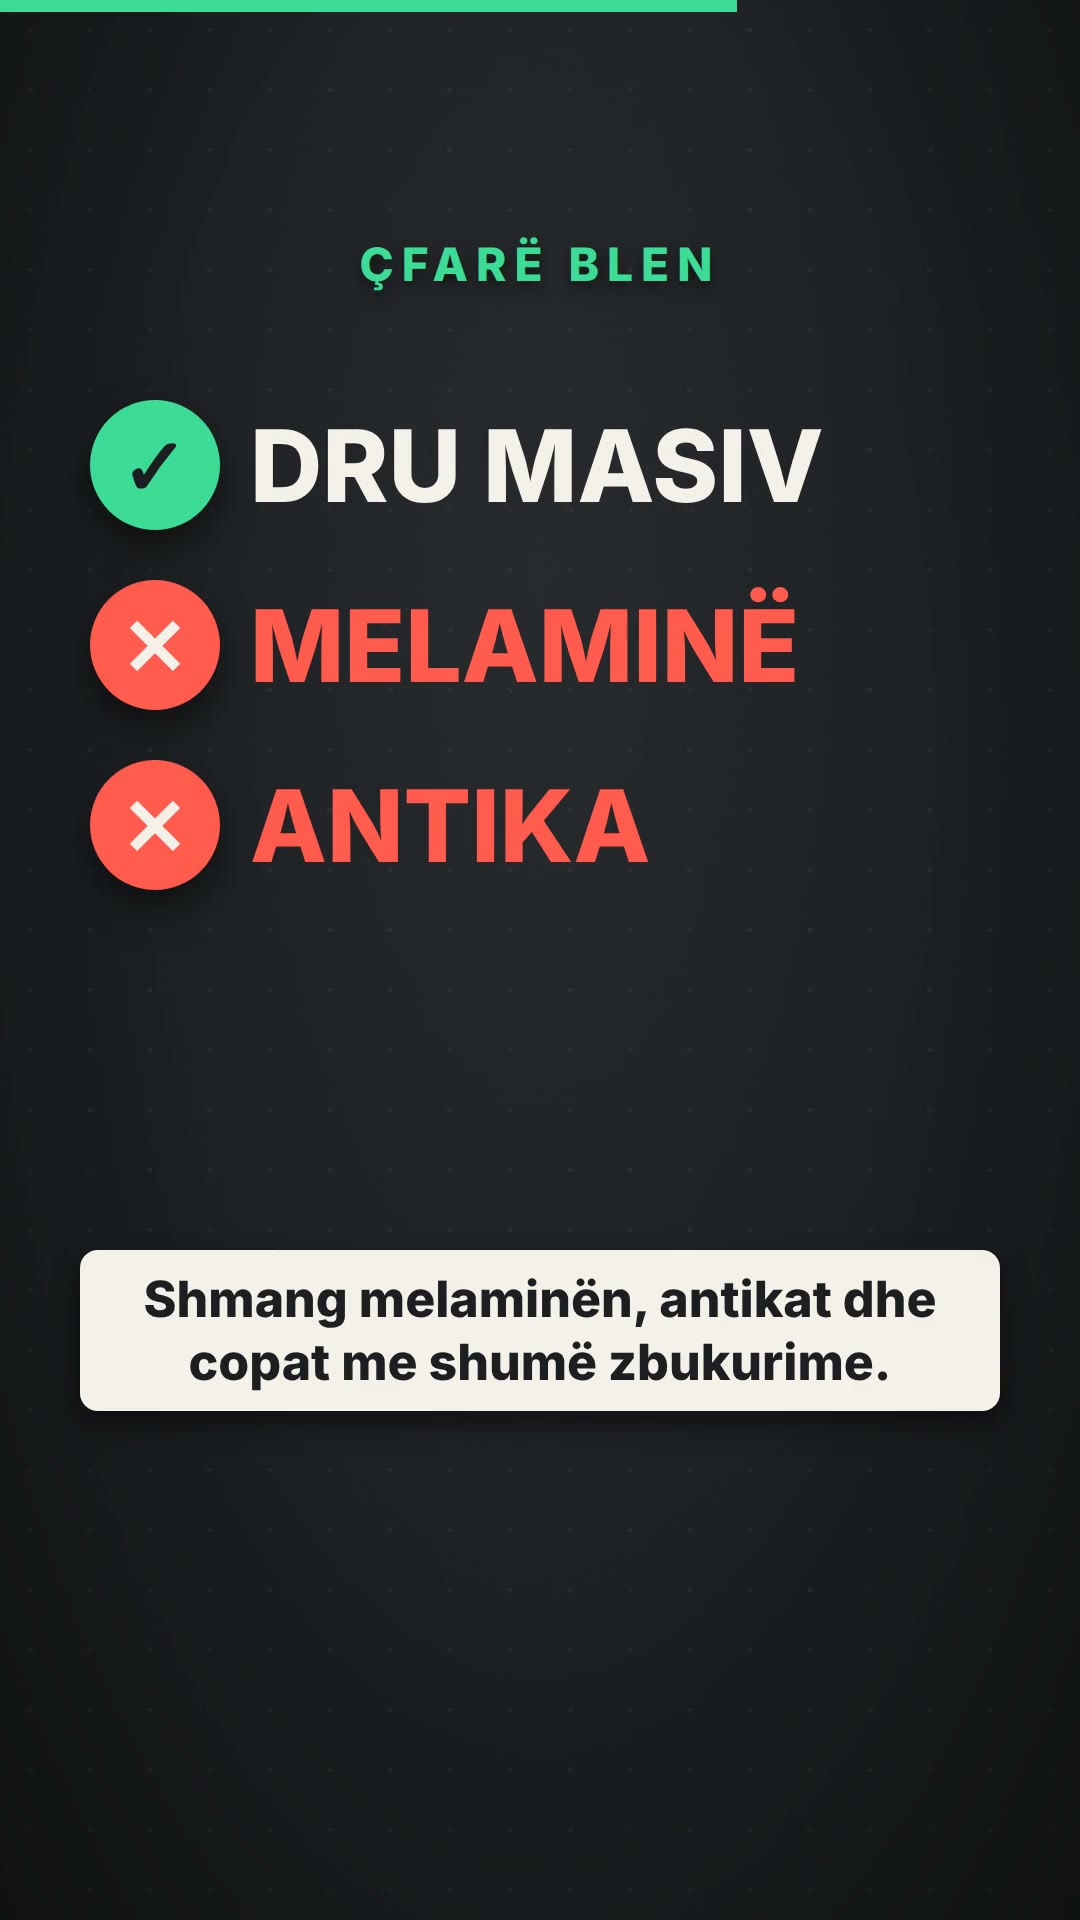 ÇFARË BLEN
✓ DRU MASIV
✕ MELAMINË
✕ ANTIKA
Shmang melaminën, antikat dhe
copat me shumë zbukurime.